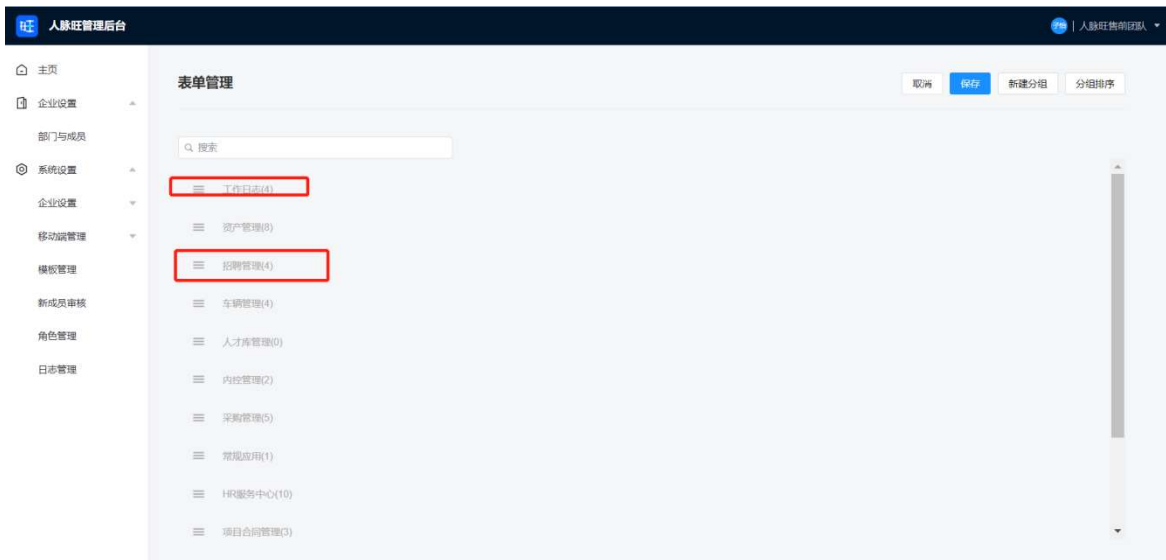 旺 人脉旺管理后台
子怡 | 人脉旺售前团队
主页
企业设置
部门与成员
系统设置
企业设置
移动端管理
模板管理
新成员审核
角色管理
日志管理
表单管理
取消 保存 新建分组 分组排序
搜索
工作日志(4)
资产管理(8)
招聘管理(4)
车辆管理(4)
人才库管理(0)
内控管理(2)
采购管理(5)
常规应用(1)
HR服务中心(10)
项目合同管理(3)